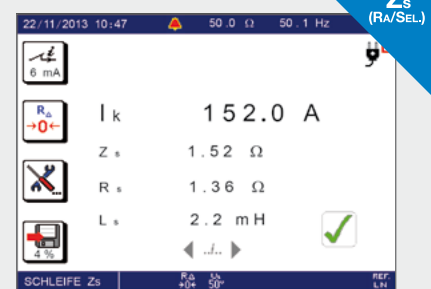 Zs
(RA/SEL.)
22/11/2013 10:47 50.0 Ω 50.1 Hz
6 mA
RΔ
→0←
Ik 152.0 A
Zs 1.52 Ω
Rs 1.36 Ω
Ls 2.2 mH
../..
4 %
SCHLEIFE Zs RΔ →0← UL 50~ REF. LN